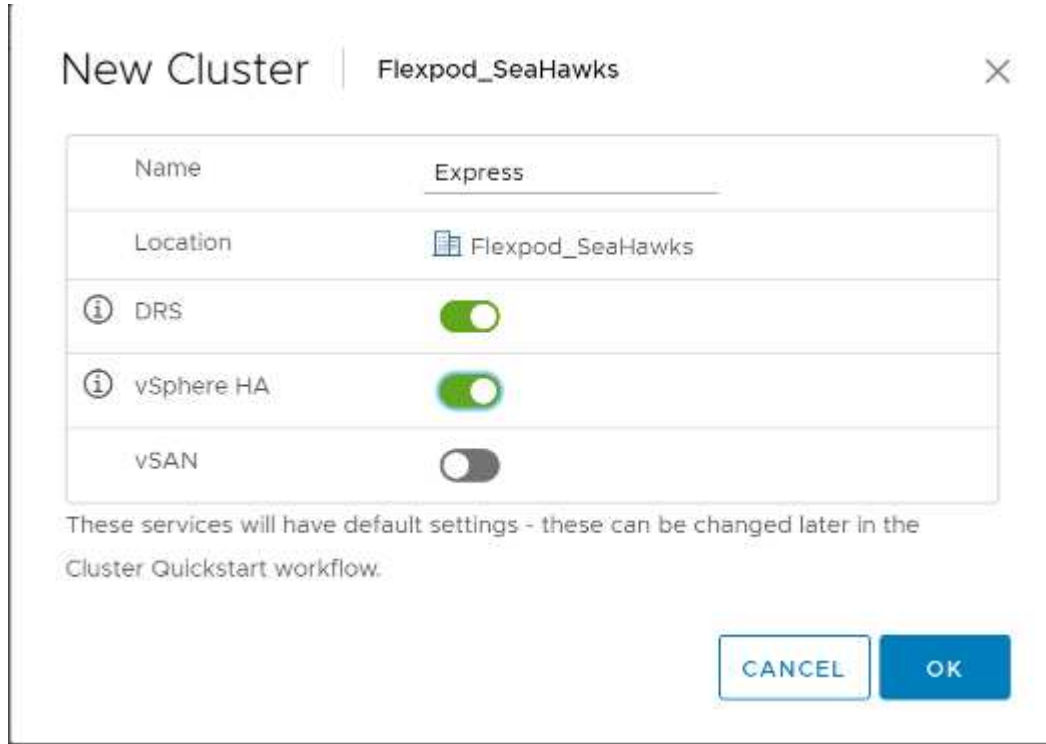 New Cluster Flexpod_SeaHawks
Name Express
Location Flexpod_SeaHawks
DRS
vSphere HA
vSAN
These services will have default settings - these can be changed later in the
Cluster Quickstart workflow.
CANCEL OK